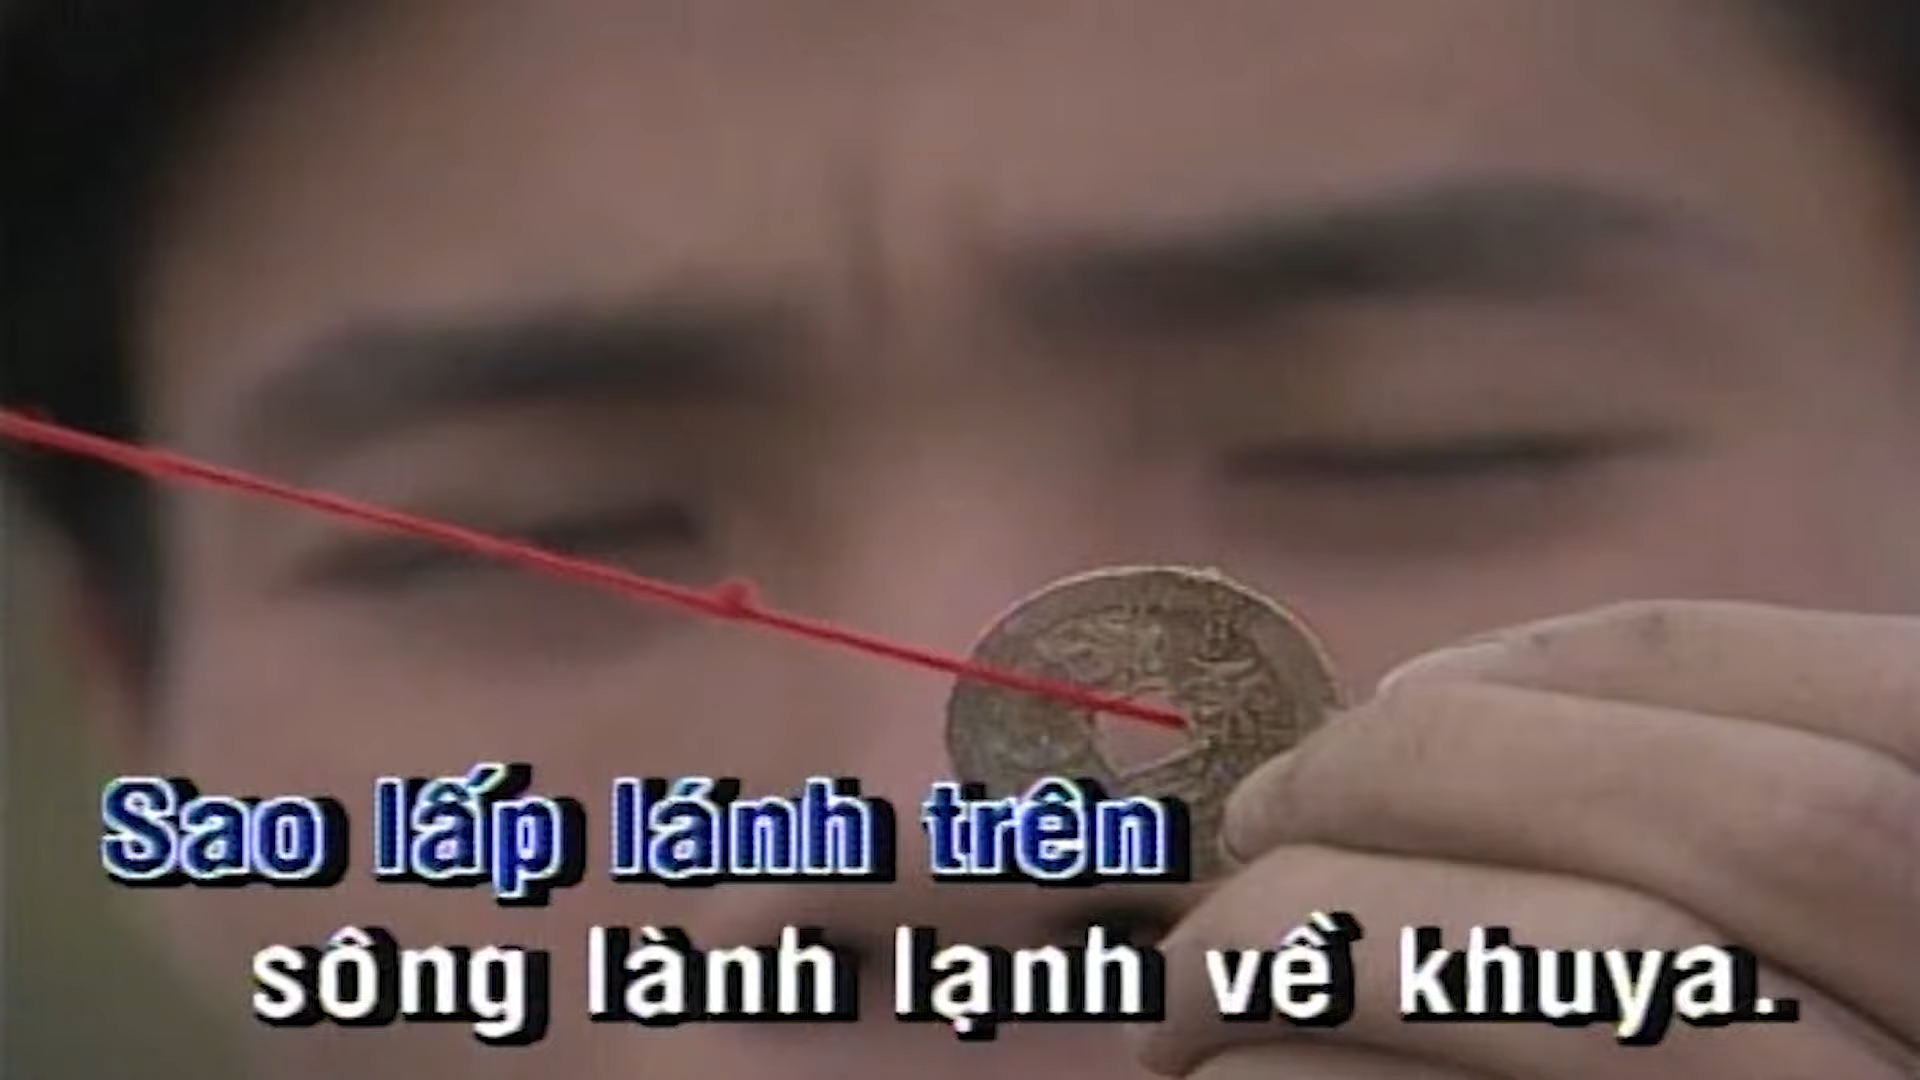 Sao lấp lánh trên
sông lành lạnh về khuya.